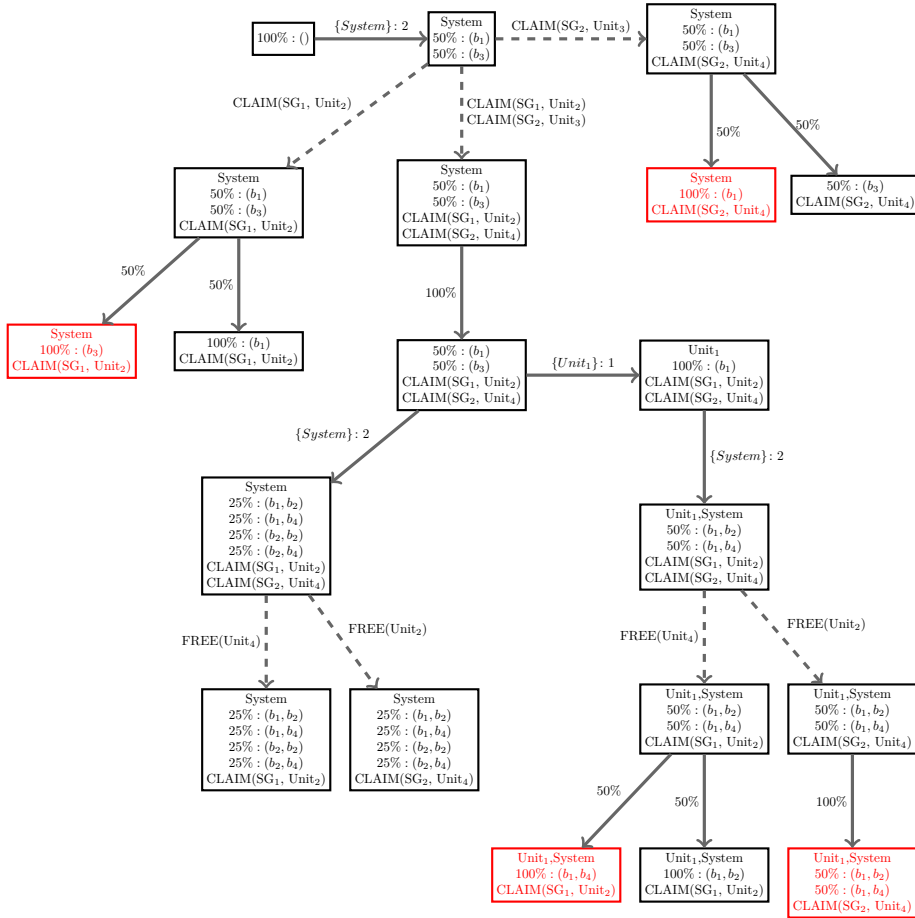 100% : ()
{System} : 2
System
50% : (b₁)
50% : (b₃)
CLAIM(SG₂, Unit₃)
System
50% : (b₁)
50% : (b₃)
CLAIM(SG₂, Unit₄)
CLAIM(SG₁, Unit₂)
CLAIM(SG₁, Unit₂)
CLAIM(SG₂, Unit₃)
50%
50%
System
50% : (b₁)
50% : (b₃)
CLAIM(SG₁, Unit₂)
System
50% : (b₁)
50% : (b₃)
CLAIM(SG₁, Unit₂)
CLAIM(SG₂, Unit₄)
System
100% : (b₁)
CLAIM(SG₂, Unit₄)
50% : (b₃)
CLAIM(SG₂, Unit₄)
50%
50%
100%
System
100% : (b₃)
CLAIM(SG₁, Unit₂)
100% : (b₁)
CLAIM(SG₁, Unit₂)
50% : (b₁)
50% : (b₃)
CLAIM(SG₁, Unit₂)
CLAIM(SG₂, Unit₄)
{Unit₁} : 1
Unit₁
100% : (b₁)
CLAIM(SG₁, Unit₂)
CLAIM(SG₂, Unit₄)
{System} : 2
{System} : 2
System
25% : (b₁, b₂)
25% : (b₁, b₄)
25% : (b₂, b₂)
25% : (b₂, b₄)
CLAIM(SG₁, Unit₂)
CLAIM(SG₂, Unit₄)
Unit₁,System
50% : (b₁, b₂)
50% : (b₁, b₄)
CLAIM(SG₁, Unit₂)
CLAIM(SG₂, Unit₄)
FREE(Unit₄)
FREE(Unit₂)
FREE(Unit₄)
FREE(Unit₂)
System
25% : (b₁, b₂)
25% : (b₁, b₄)
25% : (b₂, b₂)
25% : (b₂, b₄)
CLAIM(SG₁, Unit₂)
System
25% : (b₁, b₂)
25% : (b₁, b₄)
25% : (b₂, b₂)
25% : (b₂, b₄)
CLAIM(SG₂, Unit₄)
Unit₁,System
50% : (b₁, b₂)
50% : (b₁, b₄)
CLAIM(SG₁, Unit₂)
Unit₁,System
50% : (b₁, b₂)
50% : (b₁, b₄)
CLAIM(SG₂, Unit₄)
50%
50%
100%
Unit₁,System
100% : (b₁, b₄)
CLAIM(SG₁, Unit₂)
Unit₁,System
100% : (b₁, b₂)
CLAIM(SG₁, Unit₂)
Unit₁,System
50% : (b₁, b₂)
50% : (b₁, b₄)
CLAIM(SG₂, Unit₄)